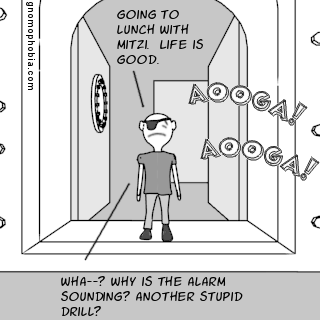 gnomophobia.com
GOING TO
LUNCH WITH
MITZI. LIFE IS
GOOD.
AOOGA!
AOOGA!
WHA--? WHY IS THE ALARM
SOUNDING? ANOTHER STUPID
DRILL?